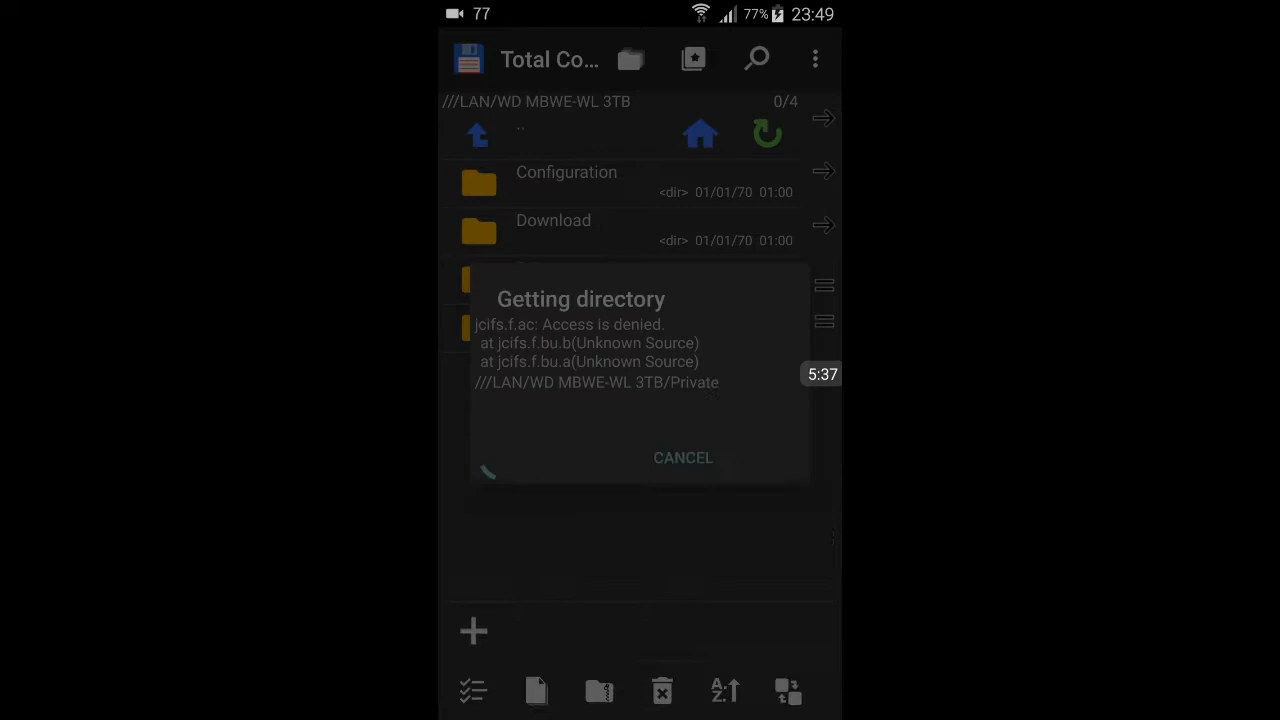 77 77% 23:49
Total Co...
///LAN/WD MBWE-WL 3TB 0/4
..
Configuration
<dir> 01/01/70 01:00
Download
<dir> 01/01/70 01:00
Getting directory
jcifs.f.ac: Access is denied.
at jcifs.f.bu.b(Unknown Source)
at jcifs.f.bu.a(Unknown Source)
///LAN/WD MBWE-WL 3TB/Private
5:37
CANCEL
A:
Z: